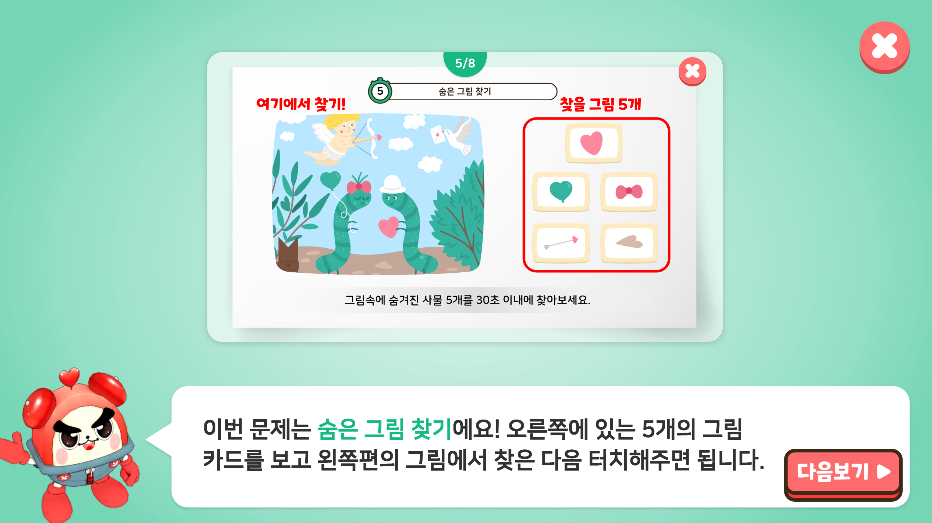 5/8
5
숨은 그림 찾기
여기에서 찾기!
찾을 그림 5개
그림속에 숨겨진 사물 5개를 30초 이내에 찾아보세요.
이번 문제는 숨은 그림 찾기에요! 오른쪽에 있는 5개의 그림
카드를 보고 왼쪽편의 그림에서 찾은 다음 터치해주면 됩니다.
다음보기